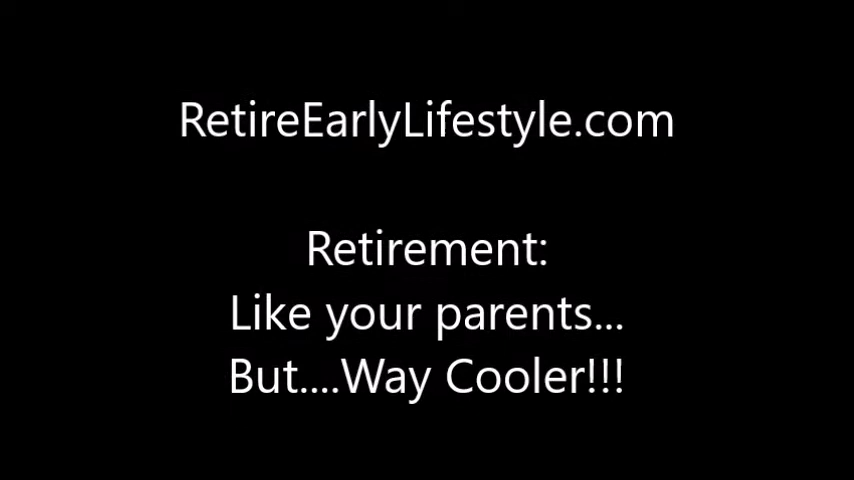 RetireEarlyLifestyle.com
Retirement:
Like your parents...
But....Way Cooler!!!